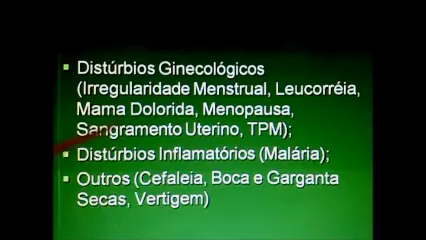 ▪ Distúrbios Ginecológicos
(Irregularidade Menstrual, Leucorréia,
Mama Dolorida, Menopausa,
Sangramento Uterino, TPM);
▪ Distúrbios Inflamatórios (Malária);
▪ Outros (Cefaleia, Boca e Garganta
Secas, Vertigem)